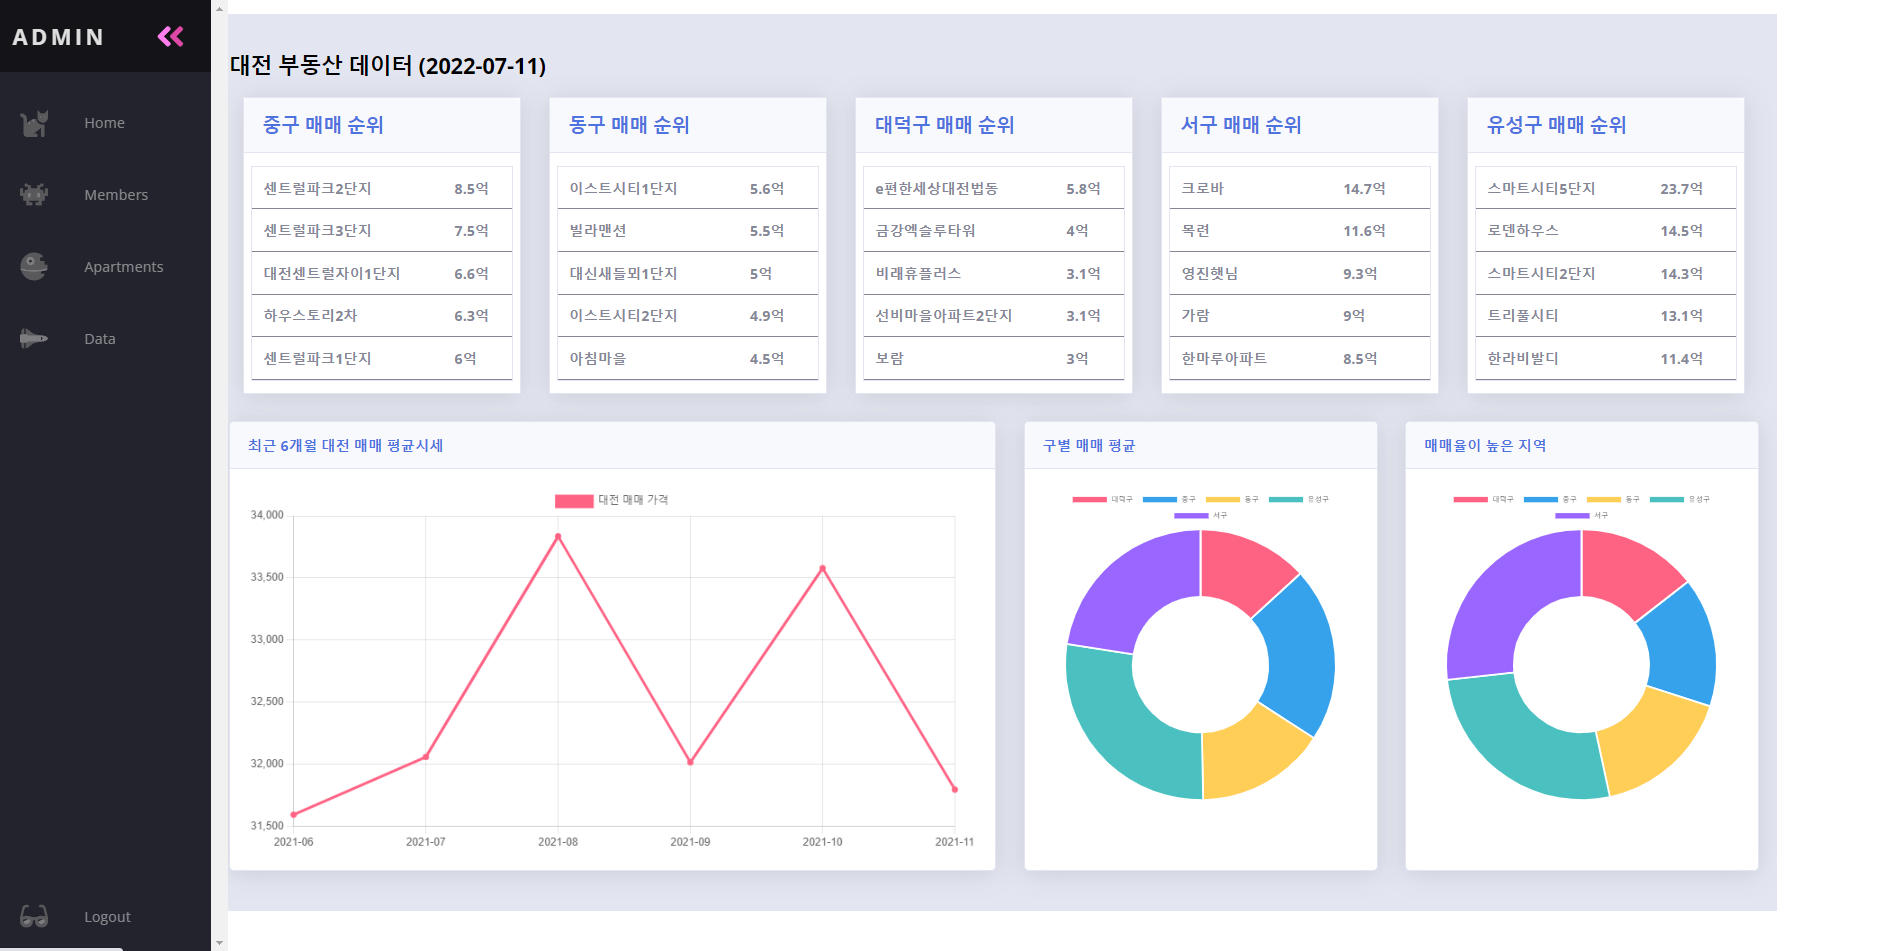 ADMIN
Home
Members
Apartments
Data
Logout
대전 부동산 데이터 (2022-07-11)
중구 매매 순위
센트럴파크2단지 8.5억
센트럴파크3단지 7.5억
대전센트럴자이1단지 6.6억
하우스토리2차 6.3억
센트럴파크1단지 6억
동구 매매 순위
이스트시티1단지 5.6억
빌라맨션 5.5억
대신새들뫼1단지 5억
이스트시티2단지 4.9억
아침마을 4.5억
대덕구 매매 순위
e편한세상대전법동 5.8억
금강엑슬루타워 4억
비래휴플러스 3.1억
선비마을아파트2단지 3.1억
보람 3억
서구 매매 순위
크로바 14.7억
목련 11.6억
영진햇님 9.3억
가람 9억
한마루아파트 8.5억
유성구 매매 순위
스마트시티5단지 23.7억
로덴하우스 14.5억
스마트시티2단지 14.3억
트리풀시티 13.1억
한라비발디 11.4억
최근 6개월 대전 매매 평균시세
대전 매매 가격
34,000
33,500
33,000
32,500
32,000
31,500
2021-06 2021-07 2021-08 2021-09 2021-10 2021-11
구별 매매 평균
대덕구 중구 동구 유성구
서구
매매율이 높은 지역
대덕구 중구 동구 유성구
서구